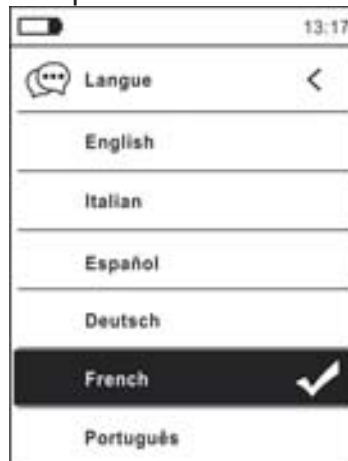 13:17
Langue <
English
Italian
Español
Deutsch
French
Português